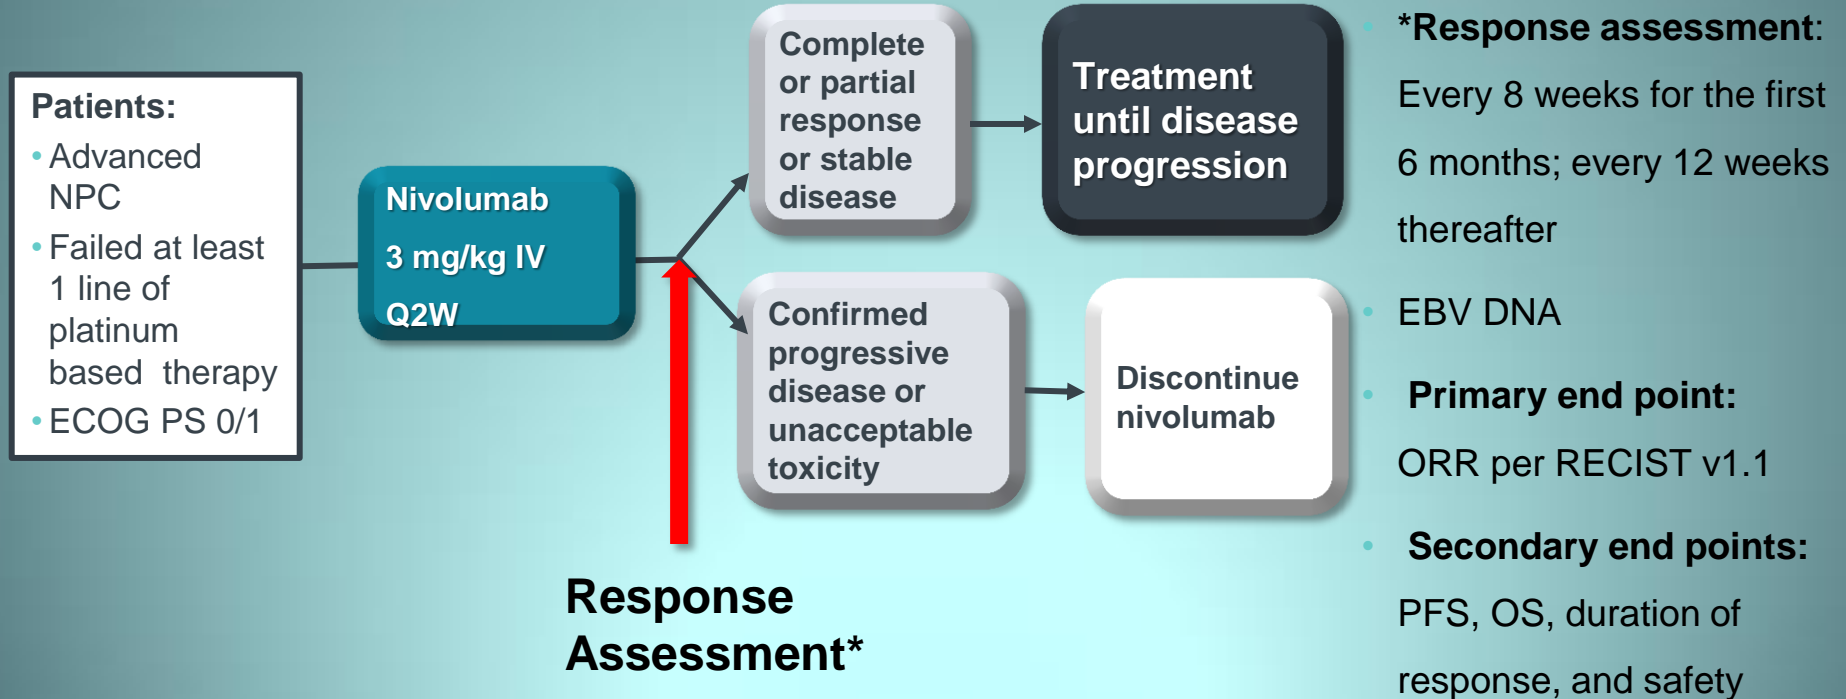 Patients:
• Advanced
NPC
• Failed at least
1 line of
platinum
based therapy
• ECOG PS 0/1
Nivolumab
3 mg/kg IV
Q2W
Complete
or partial
response
or stable
disease
Treatment
until disease
progression
Confirmed
progressive
disease or
unacceptable
toxicity
Discontinue
nivolumab
Response
Assessment*
• *Response assessment:
Every 8 weeks for the first
6 months; every 12 weeks
thereafter
• EBV DNA
• Primary end point:
ORR per RECIST v1.1
• Secondary end points:
PFS, OS, duration of
response, and safety